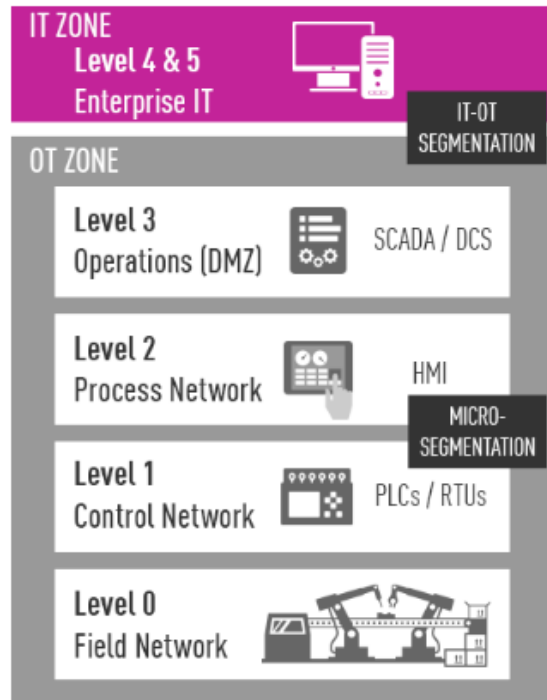 IT ZONE
Level 4 & 5
Enterprise IT
IT-OT
SEGMENTATION
OT ZONE
Level 3
Operations (DMZ)
SCADA / DCS
Level 2
Process Network
HMI
MICRO-
SEGMENTATION
Level 1
Control Network
PLCs / RTUs
Level 0
Field Network